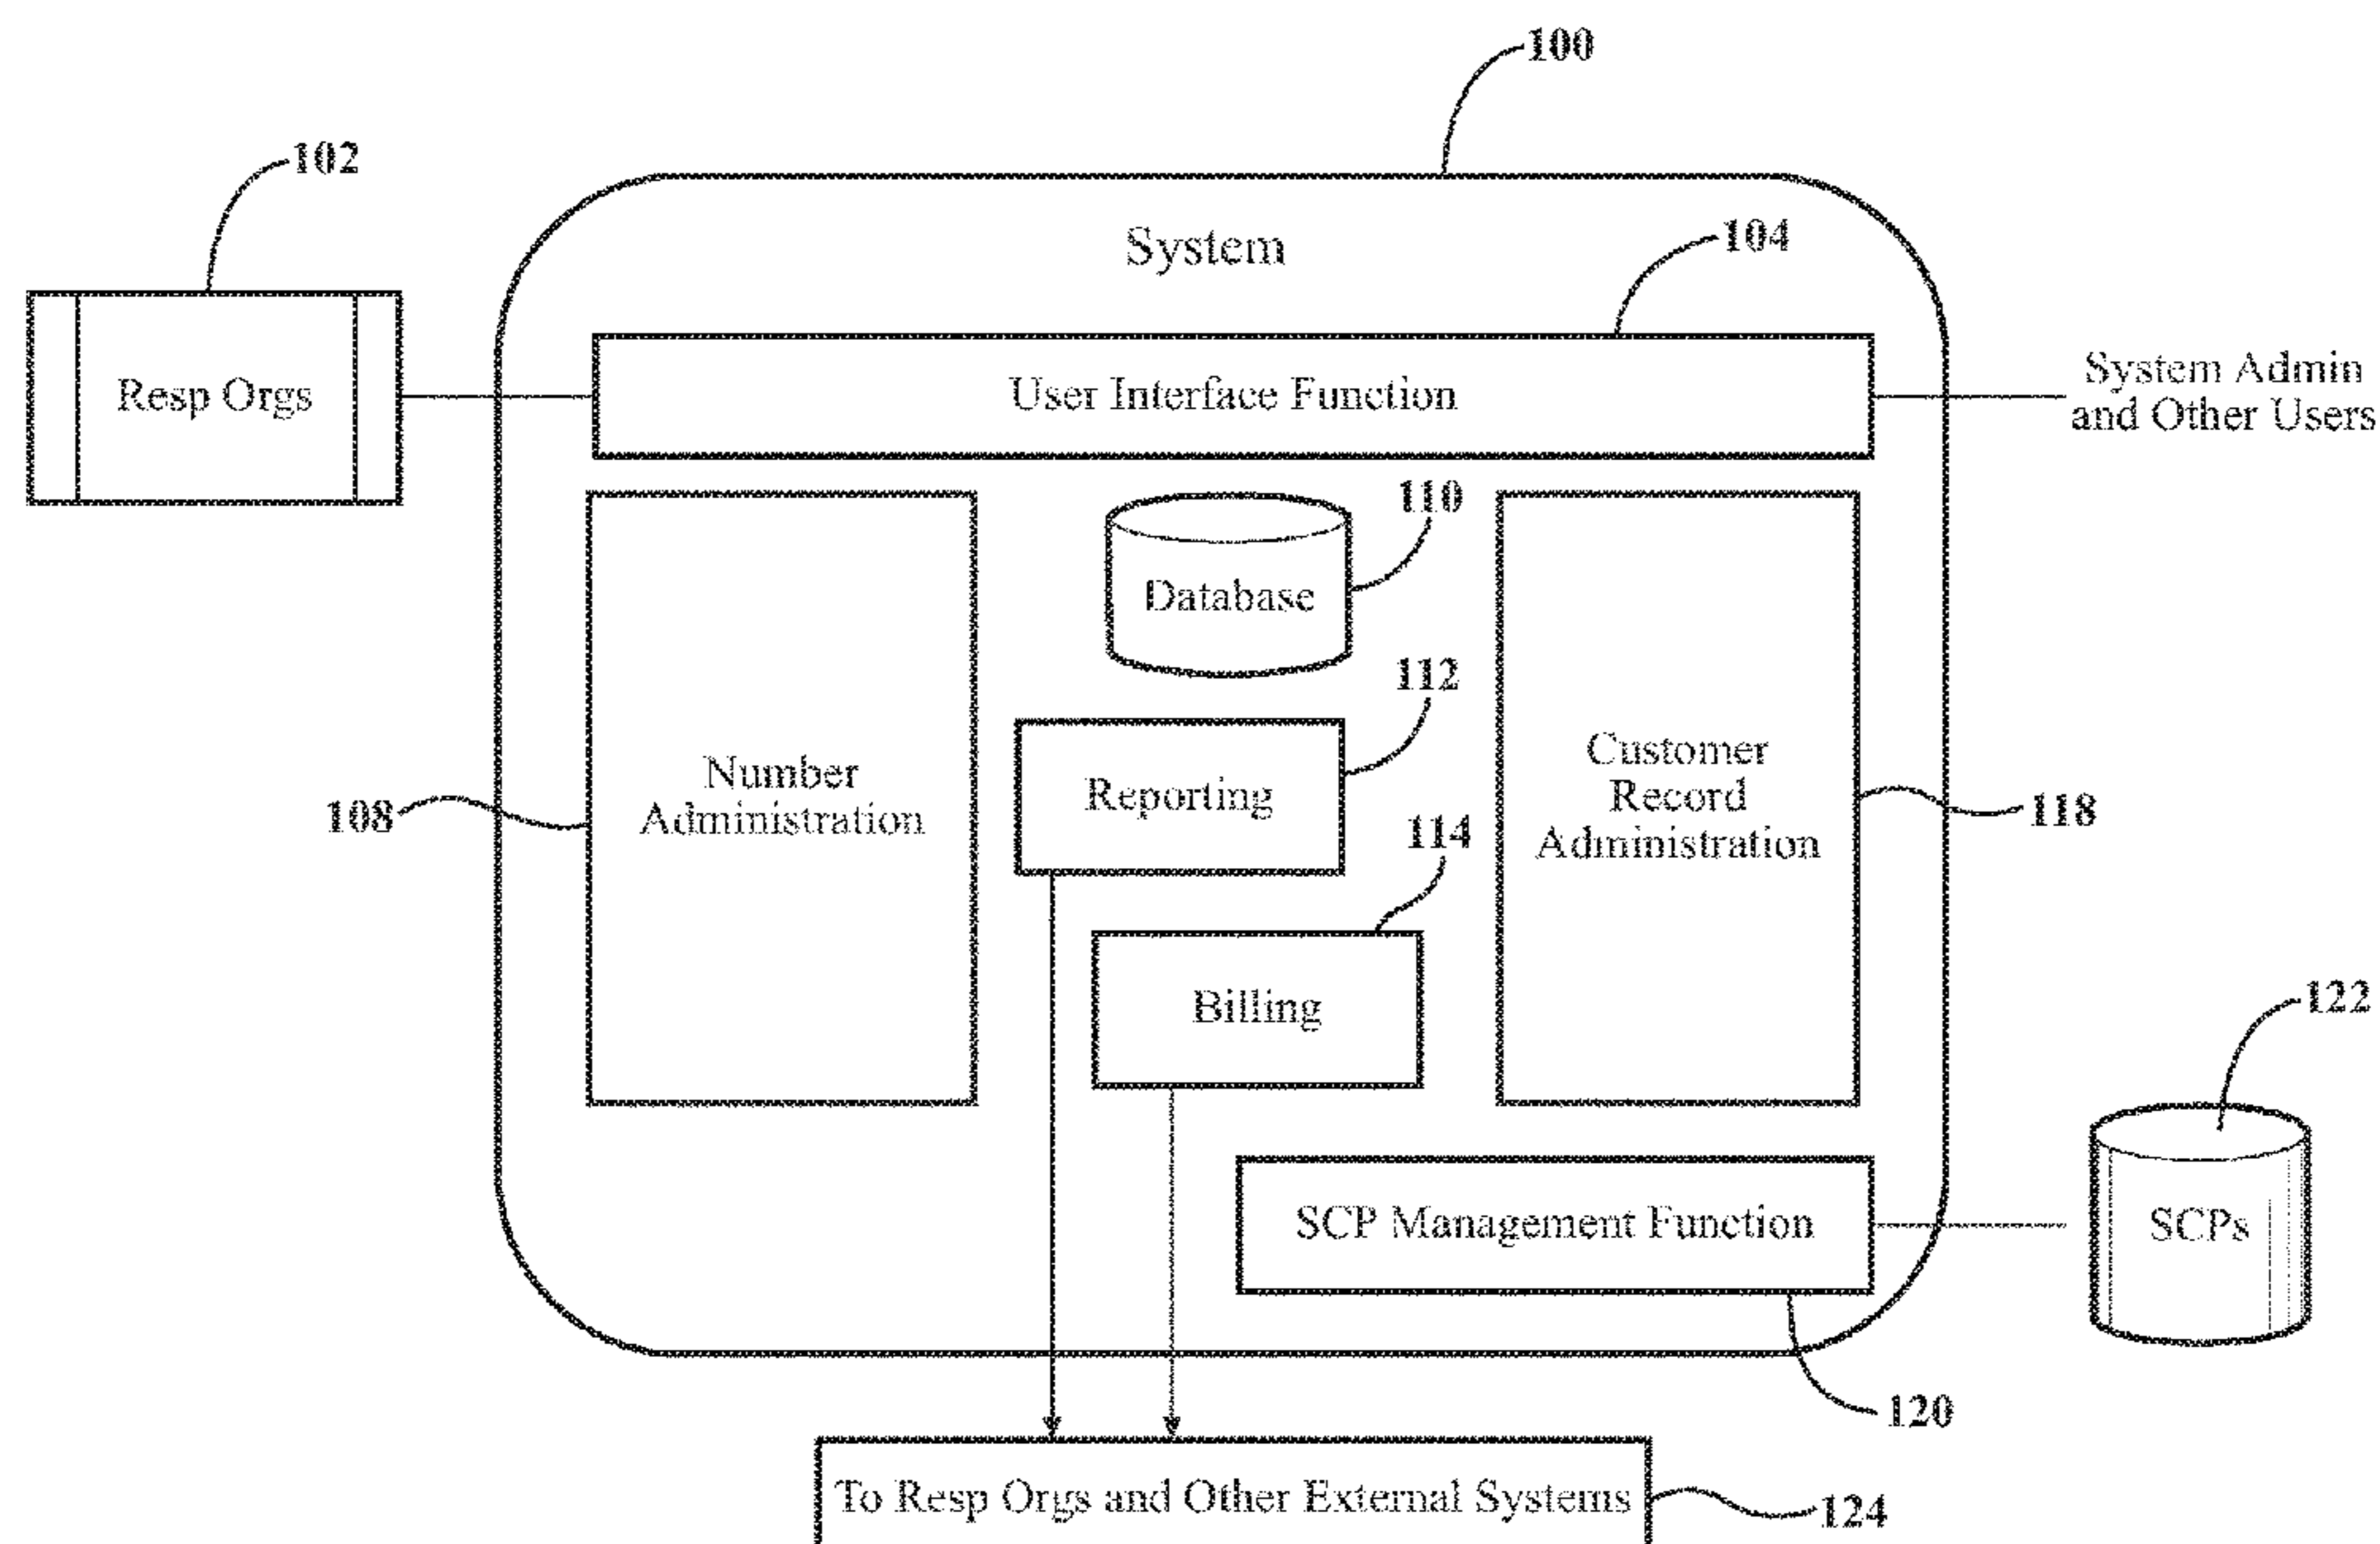 100
102
System
104
Resp Orgs
User Interface Function
System Admin
and Other Users
110
Database
112
Number
Administration
108
Reporting
Customer
Record
Administration
118
114
Billing
122
SCP Management Function
SCPs
120
To Resp Orgs and Other External Systems
124